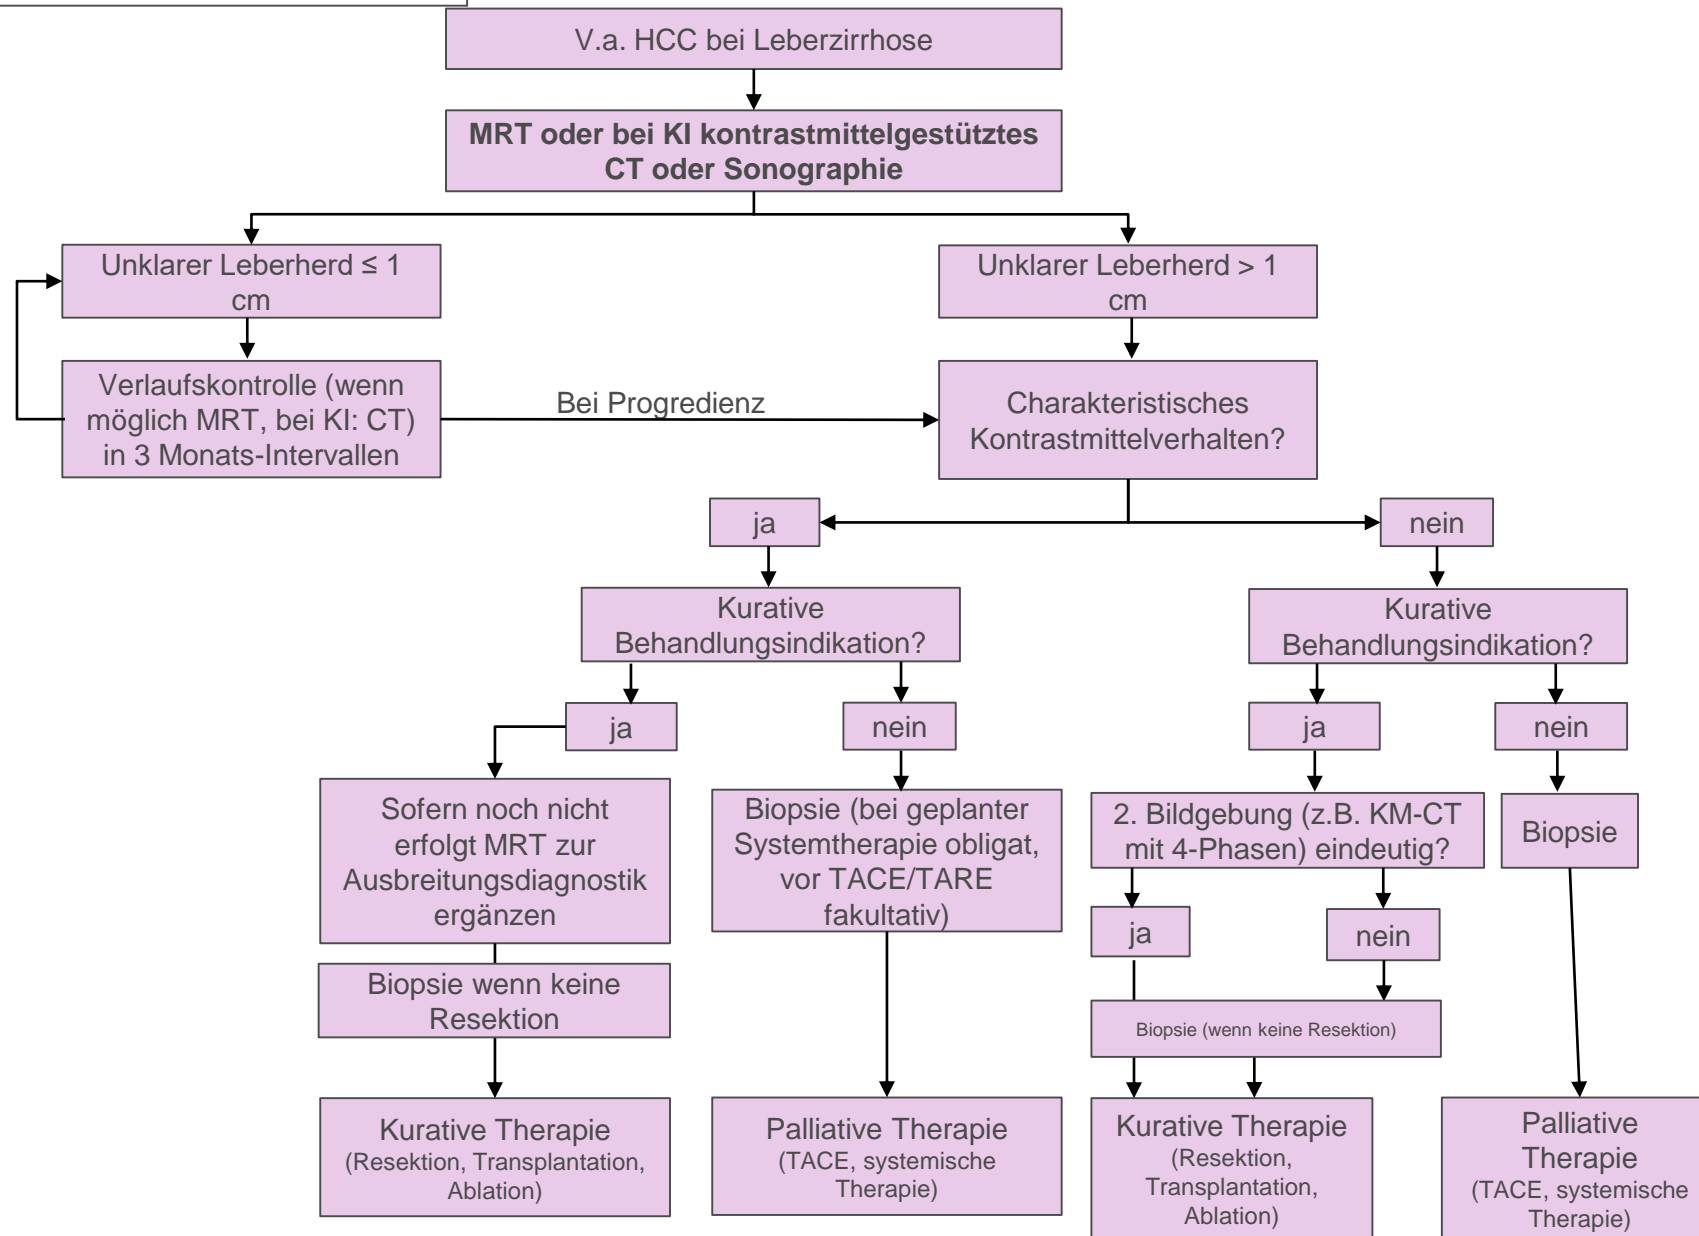 V.a. HCC bei Leberzirrhose
MRT oder bei KI kontrastmittelgestütztes
CT oder Sonographie
Unklarer Leberherd ≤ 1
cm
Unklarer Leberherd > 1
cm
Verlaufskontrolle (wenn
möglich MRT, bei KI: CT)
in 3 Monats-Intervallen
Bei Progredienz
Charakteristisches
Kontrastmittelverhalten?
ja
nein
Kurative
Behandlungsindikation?
Kurative
Behandlungsindikation?
ja
nein
ja
nein
Sofern noch nicht
erfolgt MRT zur
Ausbreitungsdiagnostik
ergänzen
Biopsie (bei geplanter
Systemtherapie obligat,
vor TACE/TARE
fakultativ)
2. Bildgebung (z.B. KM-CT
mit 4-Phasen) eindeutig?
Biopsie
ja
nein
Biopsie wenn keine
Resektion
Biopsie (wenn keine Resektion)
Kurative Therapie
(Resektion, Transplantation,
Ablation)
Palliative Therapie
(TACE, systemische
Therapie)
Kurative Therapie
(Resektion,
Transplantation,
Ablation)
Palliative
Therapie
(TACE, systemische
Therapie)